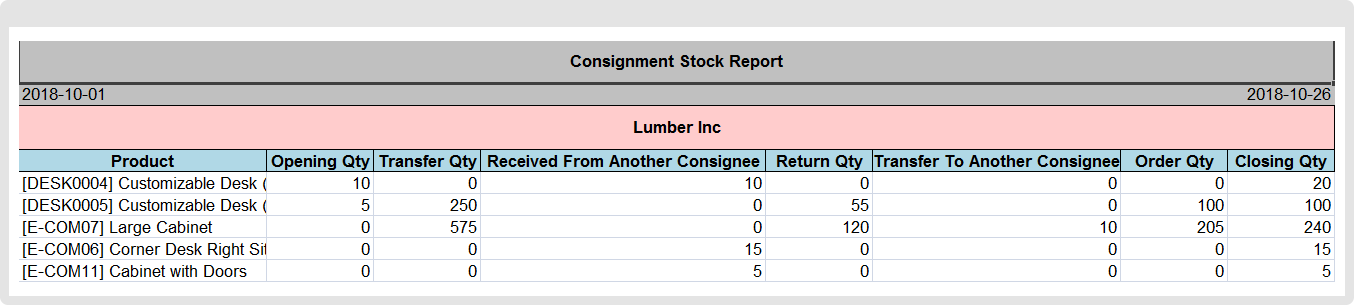 Consignment Stock Report
2018-10-01 2018-10-26
Lumber Inc
Product Opening Qty Transfer Qty Received From Another Consignee Return Qty Transfer To Another Consignee Order Qty Closing Qty
[DESK0004] Customizable Desk ( 10 0 10 0 0 0 20
[DESK0005] Customizable Desk ( 5 250 0 55 0 100 100
[E-COM07] Large Cabinet 0 575 0 120 10 205 240
[E-COM06] Corner Desk Right Sit 0 0 15 0 0 0 15
[E-COM11] Cabinet with Doors 0 0 5 0 0 0 5